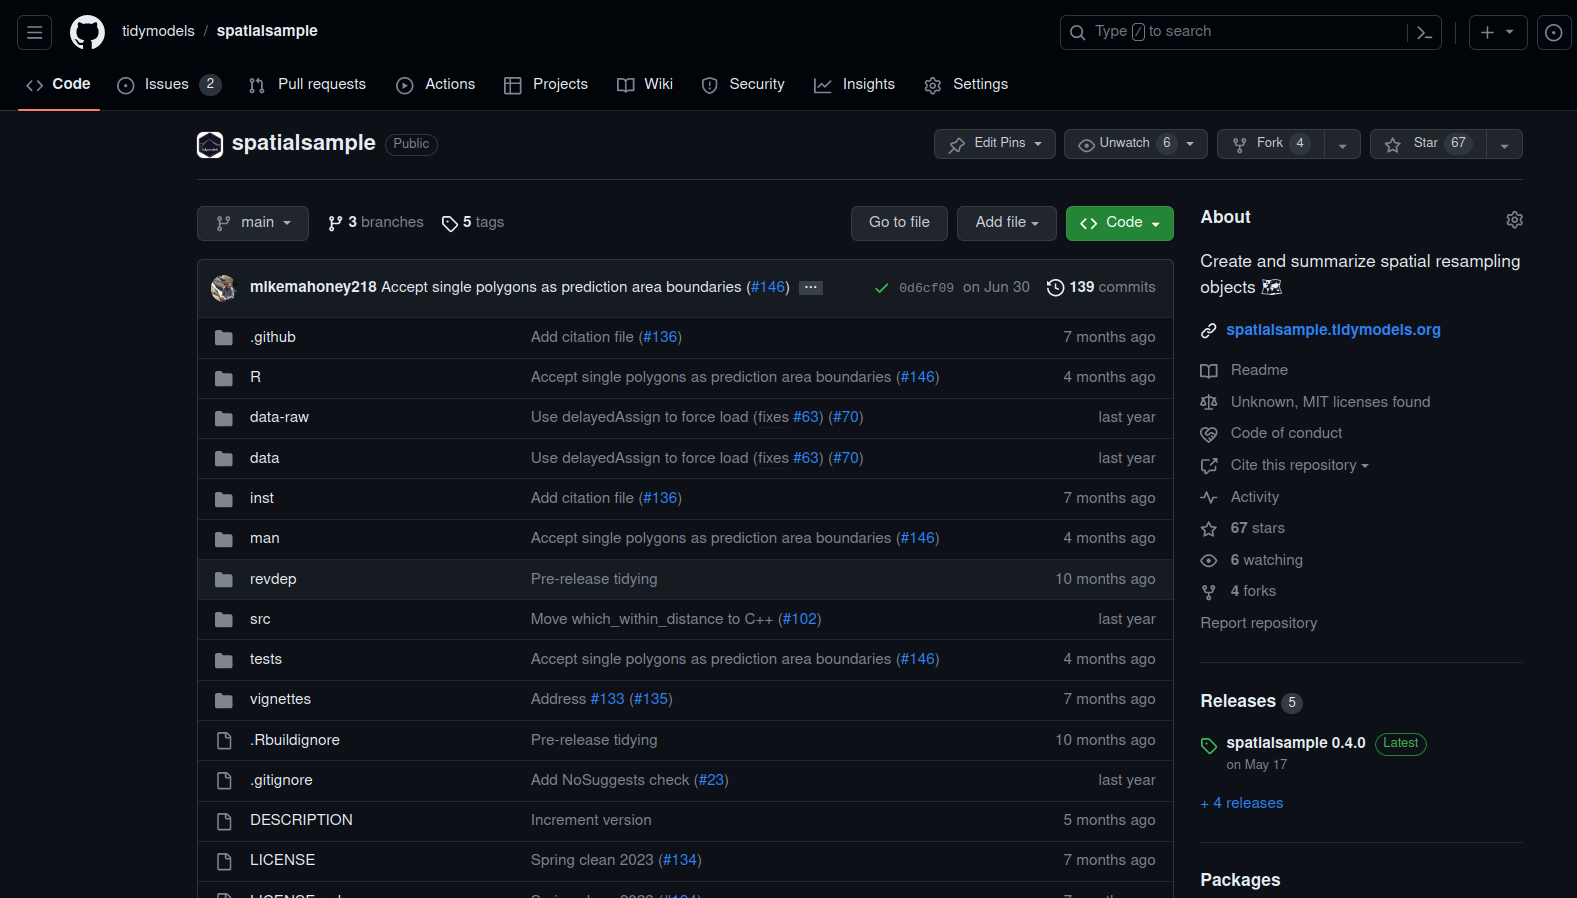 tidymodels / spatialsample
Type / to search
Code Issues 2 Pull requests Actions Projects Wiki Security Insights Settings
spatialsample Public
Edit Pins Unwatch 6 Fork 4 Star 67
main 3 branches 5 tags Go to file Add file Code
mikemahoney218 Accept single polygons as prediction area boundaries (#146) ... 0d6cf09 on Jun 30 139 commits
.github Add citation file (#136) 7 months ago
R Accept single polygons as prediction area boundaries (#146) 4 months ago
data-raw Use delayedAssign to force load (fixes #63) (#70) last year
data Use delayedAssign to force load (fixes #63) (#70) last year
inst Add citation file (#136) 7 months ago
man Accept single polygons as prediction area boundaries (#146) 4 months ago
revdep Pre-release tidying 10 months ago
src Move which_within_distance to C++ (#102) last year
tests Accept single polygons as prediction area boundaries (#146) 4 months ago
vignettes Address #133 (#135) 7 months ago
.Rbuildignore Pre-release tidying 10 months ago
.gitignore Add NoSuggests check (#23) last year
DESCRIPTION Increment version 5 months ago
LICENSE Spring clean 2023 (#134) 7 months ago
About
Create and summarize spatial resampling
objects
spatialsample.tidymodels.org
Readme
Unknown, MIT licenses found
Code of conduct
Cite this repository
Activity
67 stars
6 watching
4 forks
Report repository
Releases 5
spatialsample 0.4.0 Latest
on May 17
+ 4 releases
Packages